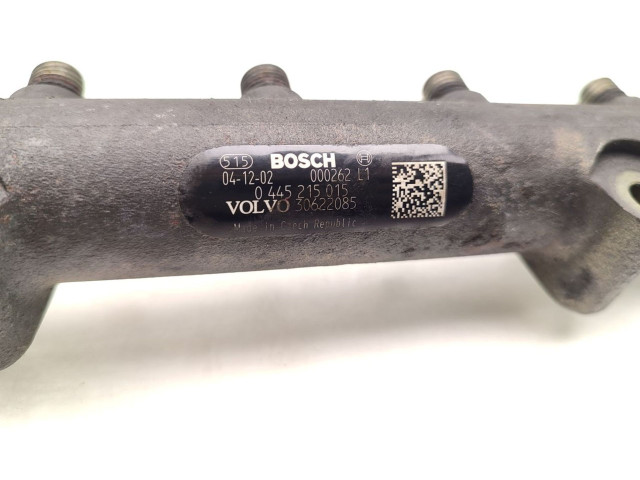 515 BOSCH
04-12-02 000262 L1
0 445 215 015
VOLVO 30622085
Made in Czech Republic